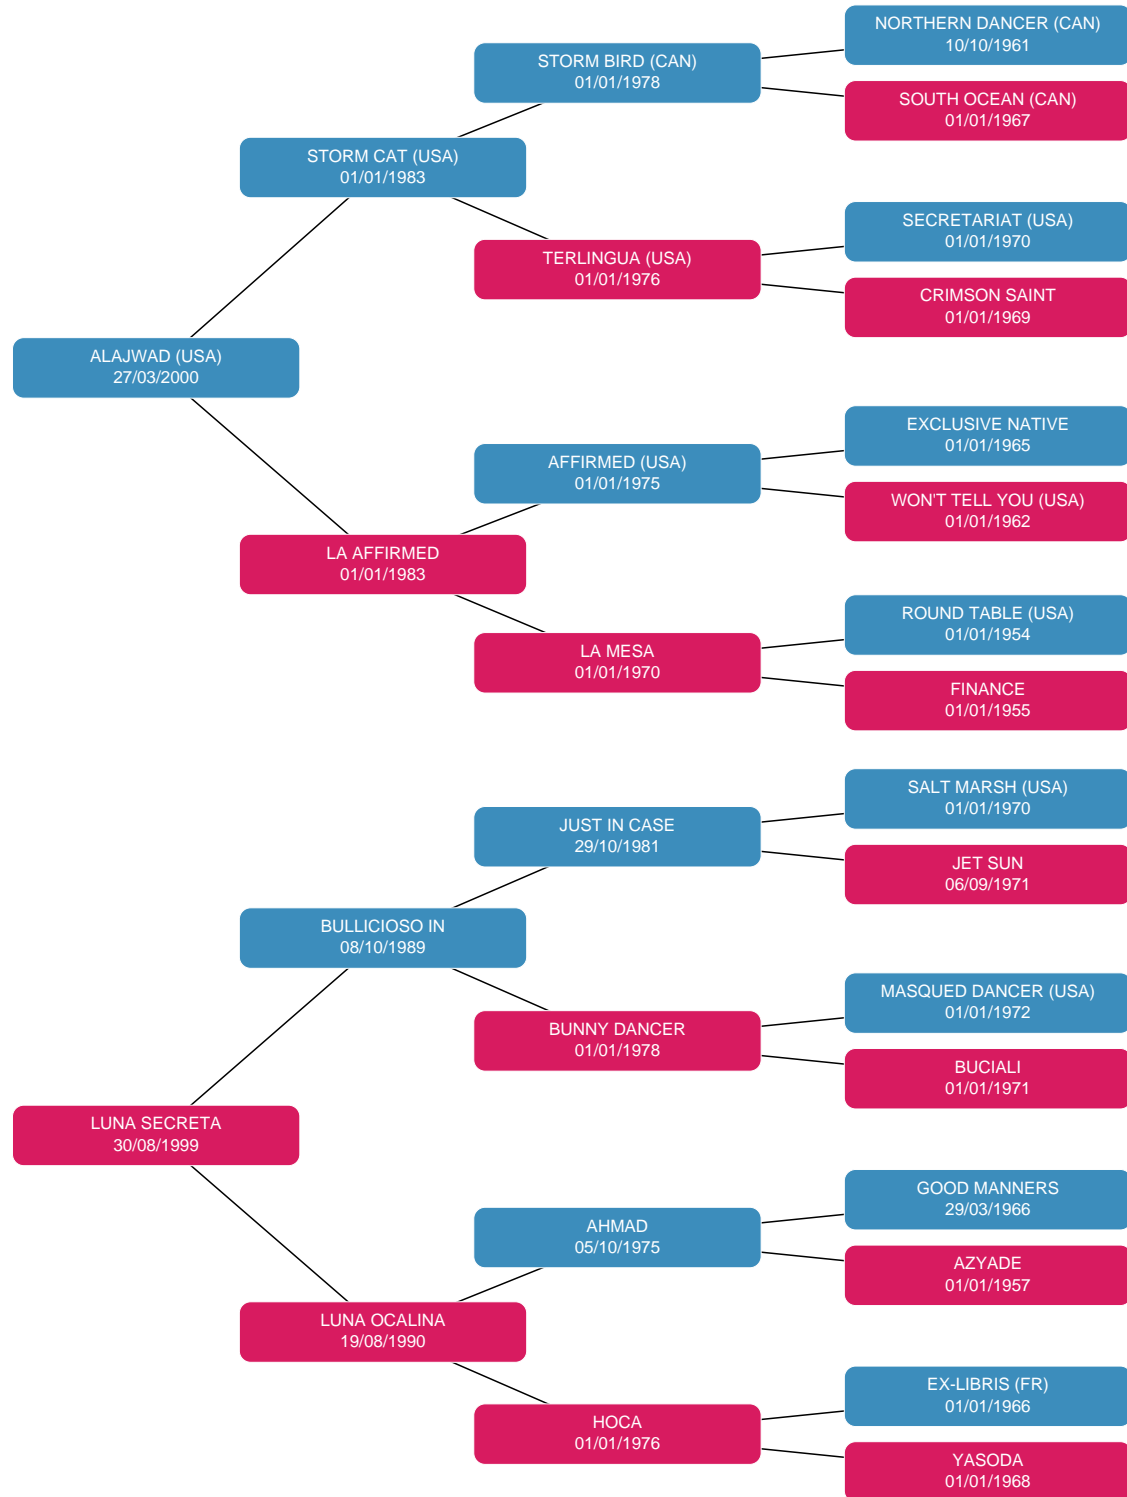 NORTHERN DANCER (CAN)
10/10/1961
STORM BIRD (CAN)
01/01/1978
SOUTH OCEAN (CAN)
01/01/1967
STORM CAT (USA)
01/01/1983
SECRETARIAT (USA)
01/01/1970
TERLINGUA (USA)
01/01/1976
CRIMSON SAINT
01/01/1969
ALAJWAD (USA)
27/03/2000
EXCLUSIVE NATIVE
01/01/1965
AFFIRMED (USA)
01/01/1975
WON'T TELL YOU (USA)
01/01/1962
LA AFFIRMED
01/01/1983
ROUND TABLE (USA)
01/01/1954
LA MESA
01/01/1970
FINANCE
01/01/1955
SALT MARSH (USA)
01/01/1970
JUST IN CASE
29/10/1981
JET SUN
06/09/1971
BULLICIOSO IN
08/10/1989
MASQUED DANCER (USA)
01/01/1972
BUNNY DANCER
01/01/1978
BUCIALI
01/01/1971
LUNA SECRETA
30/08/1999
GOOD MANNERS
29/03/1966
AHMAD
05/10/1975
AZYADE
01/01/1957
LUNA OCALINA
19/08/1990
EX-LIBRIS (FR)
01/01/1966
HOCA
01/01/1976
YASODA
01/01/1968